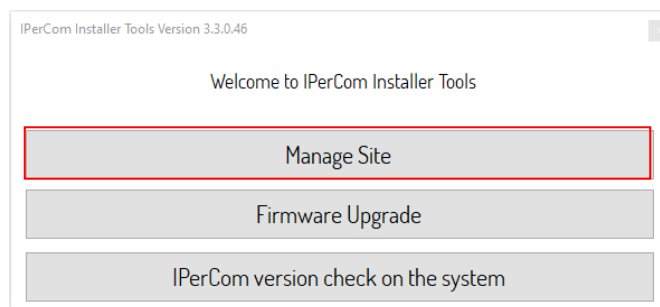 IPerCom Installer Tools Version 3.3.0.46
Welcome to IPerCom Installer Tools
Manage Site
Firmware Upgrade
IPerCom version check on the system